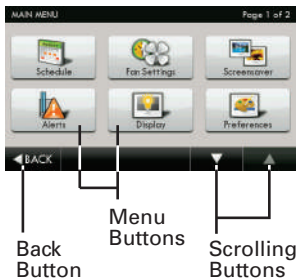 MAIN MENU Page 1 of 2
Schedule Fan Settings Screensaver
Alerts Display Preferences
BACK
Menu
Buttons
Back
Button
Scrolling
Buttons